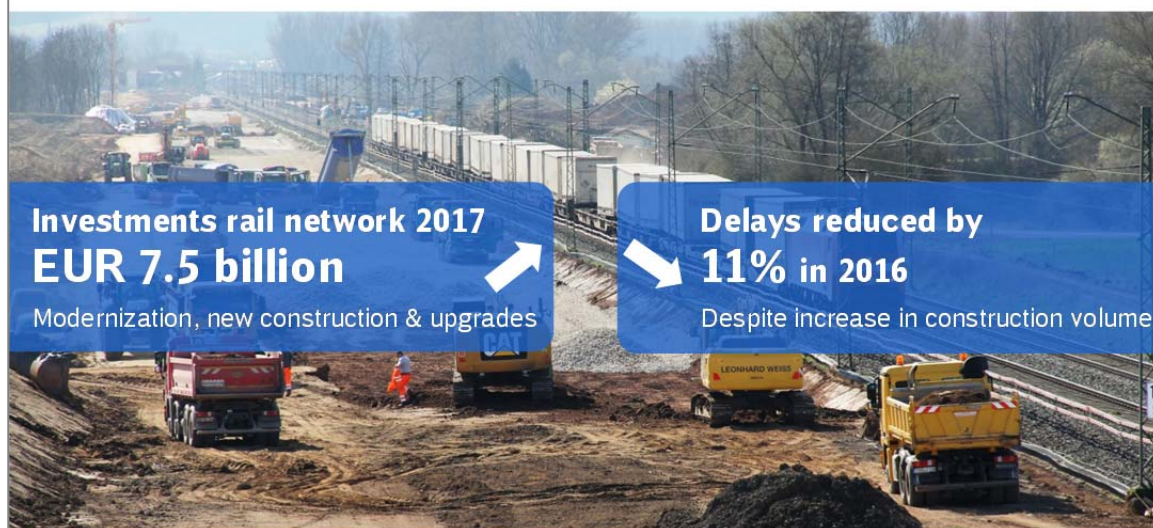 Investments rail network 2017
EUR 7.5 billion
Modernization, new construction & upgrades
Delays reduced by
11% in 2016
Despite increase in construction volume
CAT
LEONHARD WEISS